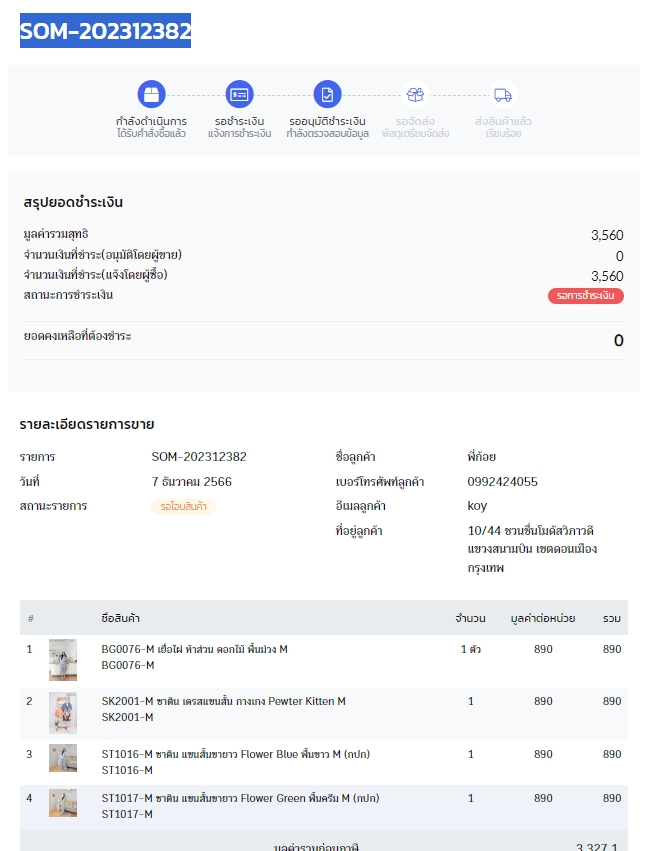 SOM-202312382
กำลังดำเนินการ รอชำระเงิน รออนุมัติชำระเงิน รอจัดส่ง ส่งสินค้าแล้ว
ได้รับคำสั่งซื้อแล้ว แจ้งการชำระเงิน กำลังตรวจสอบข้อมูล พัสดุเตรียมจัดส่ง เรียบร้อย
สรุปยอดชำระเงิน
มูลค่ารวมสุทธิ 3,560
จำนวนเงินที่ชำระ(อนุมัติโดยผู้ขาย) 0
จำนวนเงินที่ชำระ(แจ้งโดยผู้ซื้อ) 3,560
สถานะการชำระเงิน รอการชำระเงิน
ยอดคงเหลือที่ต้องชำระ 0
รายละเอียดรายการขาย
รายการ SOM-202312382 ชื่อลูกค้า พี่ก้อย
วันที่ 7 ธันวาคม 2566 เบอร์โทรศัพท์ลูกค้า 0992424055
สถานะรายการ รอโอนสินค้า อีเมลลูกค้า koy
ที่อยู่ลูกค้า 10/44 ชวนชื่นโมดัสวิภาวดี
แขวงสนามบิน เขตดอนเมือง
กรุงเทพ
# ชื่อสินค้า จำนวน มูลค่าต่อหน่วย รวม
1 BG0076-M เยื่อไผ่ ห้าส่วน ดอกไม้ พื้นม่วง M 1 ตัว 890 890
BG0076-M
2 SK2001-M ซาติน เดรสแขนสั้น กางเกง Pewter Kitten M 1 890 890
SK2001-M
3 ST1016-M ซาติน แขนสั้นขายาว Flower Blue พื้นขาว M (กปก) 1 890 890
ST1016-M
4 ST1017-M ซาติน แขนสั้นขายาว Flower Green พื้นครีม M (กปก) 1 890 890
ST1017-M
มูลค่ารวมก่อนภาษี 3,327.1